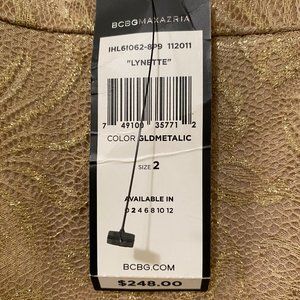 BCBGMAXAZRIA
IHL6I062-8P9 112011
"LYNETTE"
7 49100 35771 2
COLOR GLDMETALIC
SIZE 2
AVAILABLE IN
0 2 4 6 8 10 12
BCBG.COM
$248.00